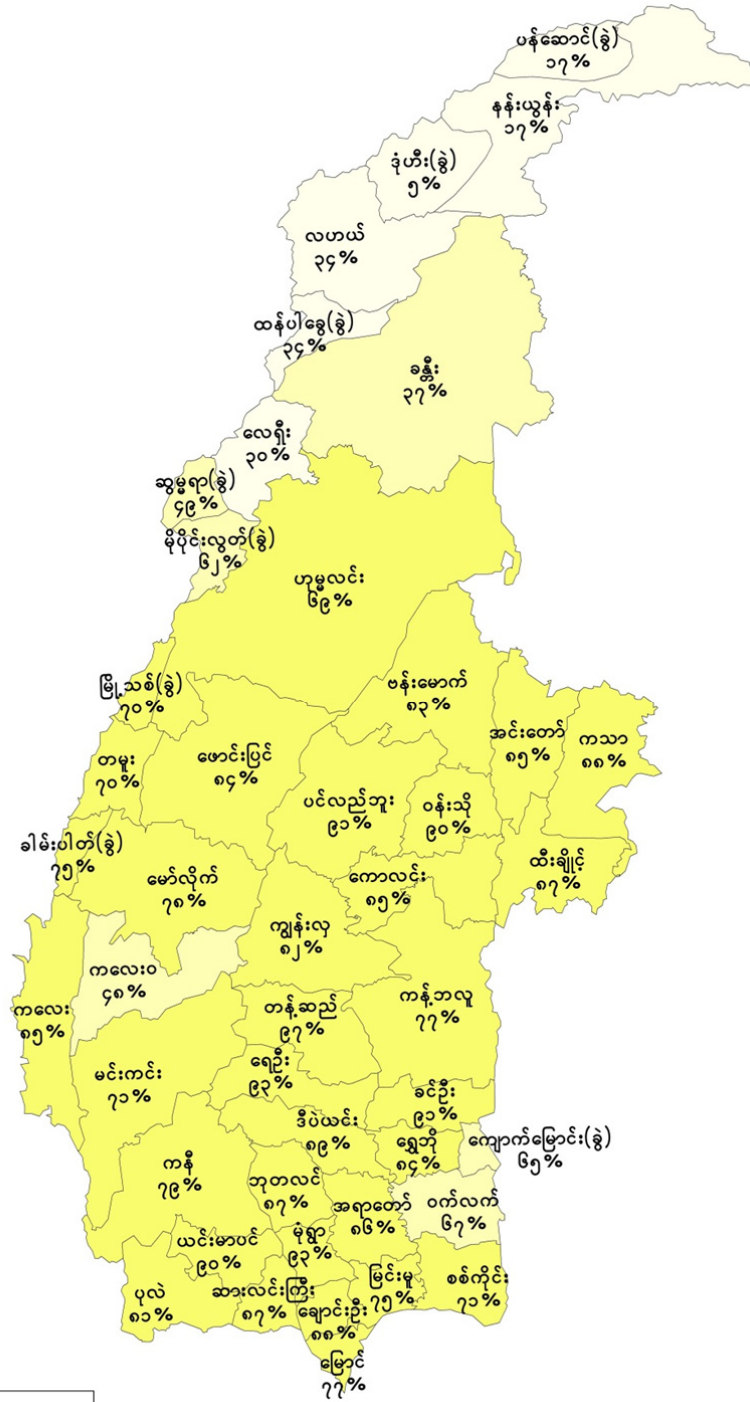 ပန်ဆောင်(ခွဲ)
၁၇%
နန်းယွန်း
၁၇%
ဒုံဟီး(ခွဲ)
၅%
လဟယ်
၃၄%
ထန်ပါခွေ(ခွဲ)
၃၄%
ခန္တီး
၃၇%
လေရှီး
၃၀%
ဆွမ္မရာ(ခွဲ)
၄၉%
မိုပိုင်းလွတ်(ခွဲ)
၆၂%
ဟုမ္မလင်း
၆၉%
မြို့သစ်(ခွဲ)
၇၀%
ဗန်းမောက်
၈၃%
အင်းတော်
၈၅%
ကသာ
၈၈%
တမူး
၇၀%
ဖောင်းပြင်
၈၄%
ပင်လည်ဘူး
၉၁%
ဝန်းသို
၉၀%
ခါမ်းပါတ်(ခွဲ)
၇၅%
မော်လိုက်
၇၈%
ကောလင်း
၈၅%
ထီးချိုင့်
၈၇%
ကျွန်းလှ
၈၂%
ကလေးဝ
၄၈%
ကလေး
၈၅%
တန့်ဆည်
၉၇%
ကန့်ဘလူ
၇၇%
မင်းကင်း
၇၁%
ရေဦး
၉၃%
ခင်ဦး
၉၁%
ဒီပဲယင်း
၈၉%
ရွှေဘို
၈၄%
ကျောက်မြောင်း(ခွဲ)
၆၅%
ကနီ
၇၉%
ဘုတလင်
၈၇%
အရာတော်
၈၆%
ဝက်လက်
၆၇%
ယင်းမာပင်
၉၀%
မုံရွာ
၉၃%
မြင်းမူ
၇၅%
စစ်ကိုင်း
၇၁%
ပုလဲ
၈၁%
ဆားလင်းကြီး
၈၇%
ချောင်းဦး
၈၈%
မြောင်
၇၇%